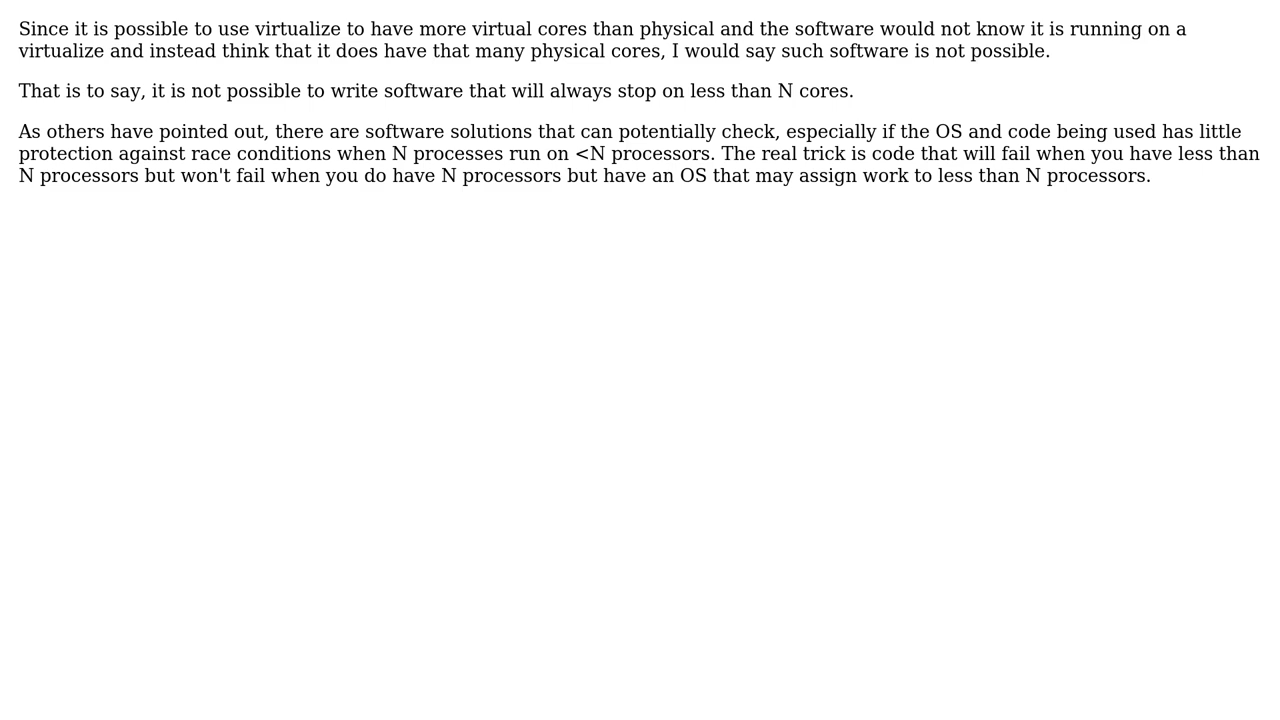 Since it is possible to use virtualize to have more virtual cores than physical and the software would not know it is running on a
virtualize and instead think that it does have that many physical cores, I would say such software is not possible.
That is to say, it is not possible to write software that will always stop on less than N cores.
As others have pointed out, there are software solutions that can potentially check, especially if the OS and code being used has little
protection against race conditions when N processes run on <N processors. The real trick is code that will fail when you have less than
N processors but won't fail when you do have N processors but have an OS that may assign work to less than N processors.